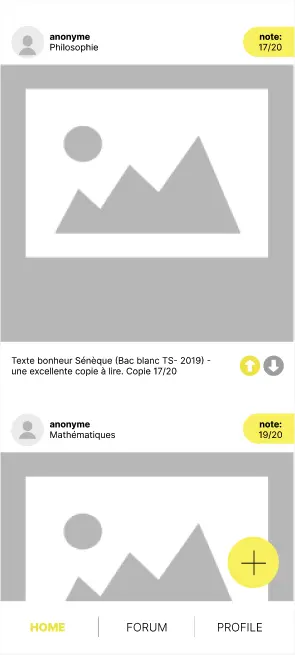 anonyme
Philosophie
note:
17/20
Texte bonheur Sénèque (Bac blanc TS- 2019) -
une excellente copie à lire. Copie 17/20
anonyme
Mathématiques
note:
19/20
HOME
FORUM
PROFILE